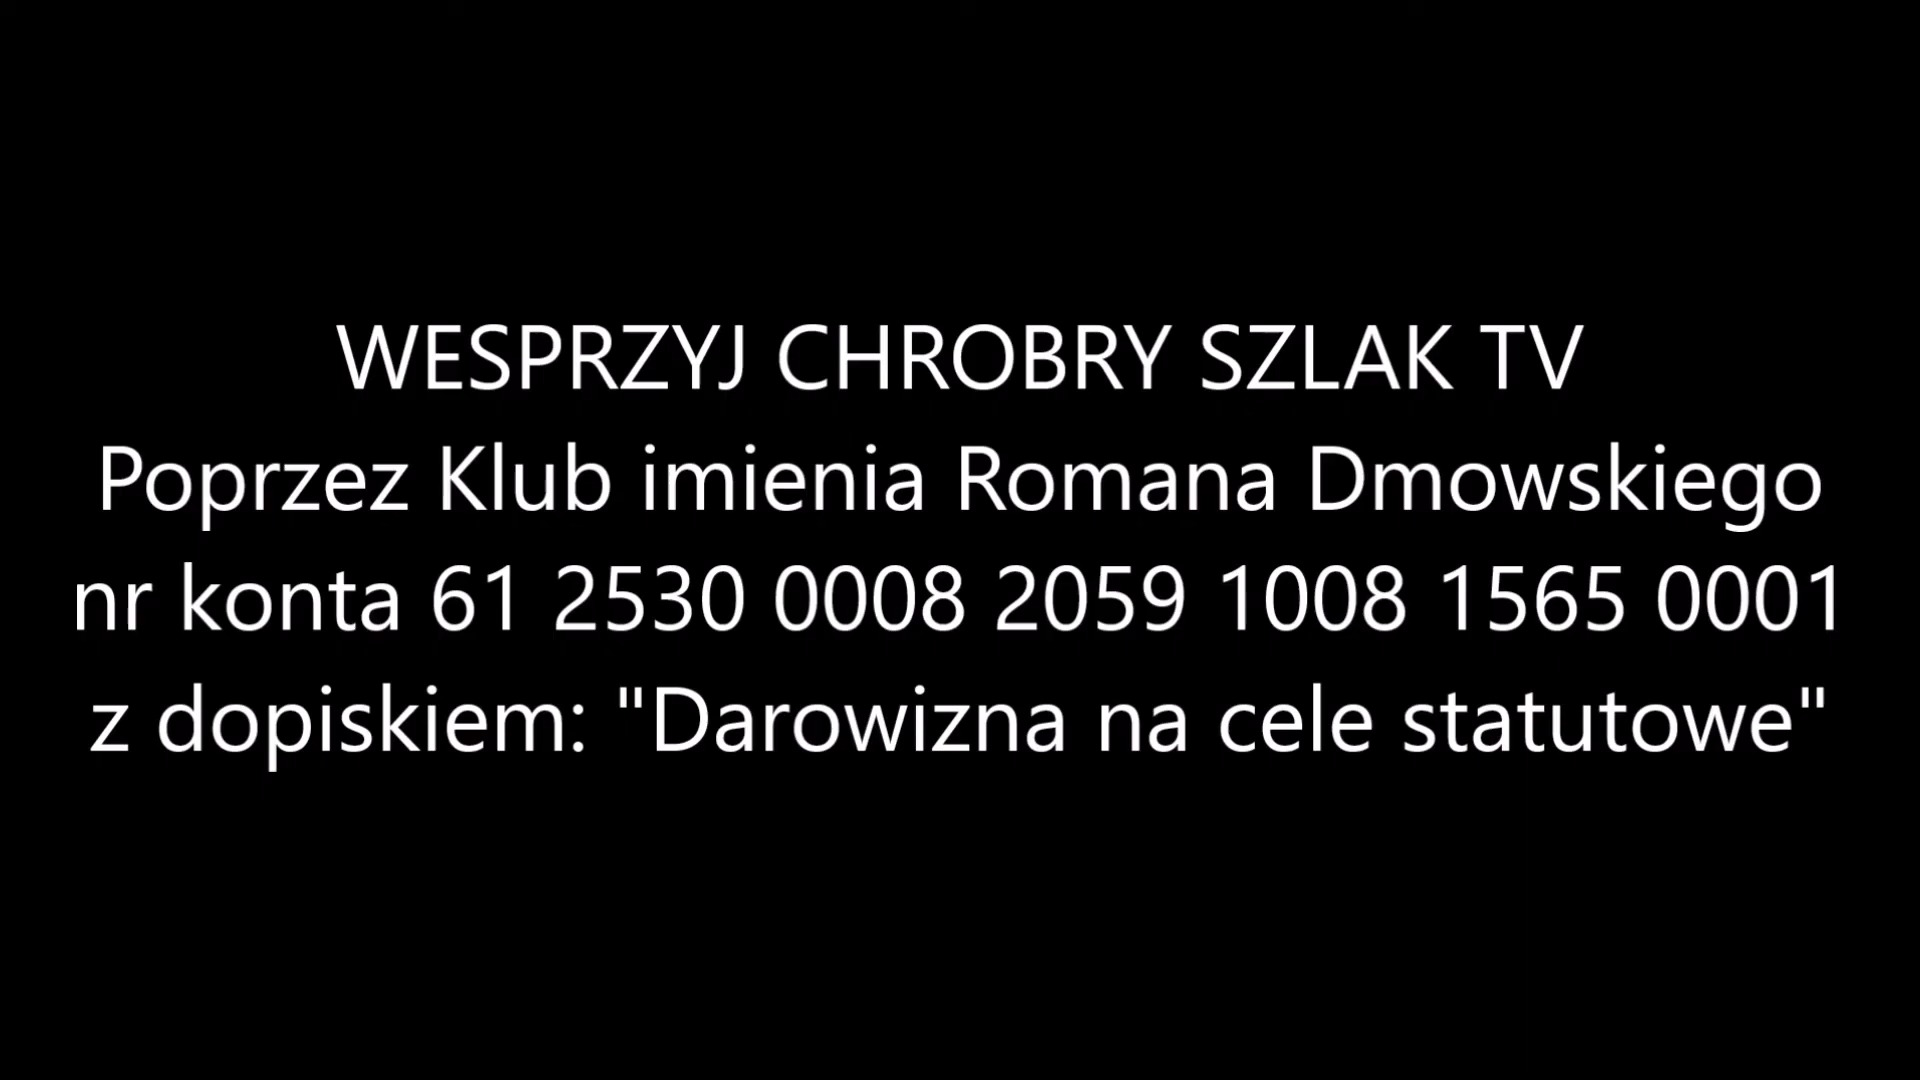 WESPRZYJ CHROBRY SZLAK TV
Poprzez Klub imienia Romana Dmowskiego
nr konta 61 2530 0008 2059 1008 1565 0001
z dopiskiem: "Darowizna na cele statutowe"